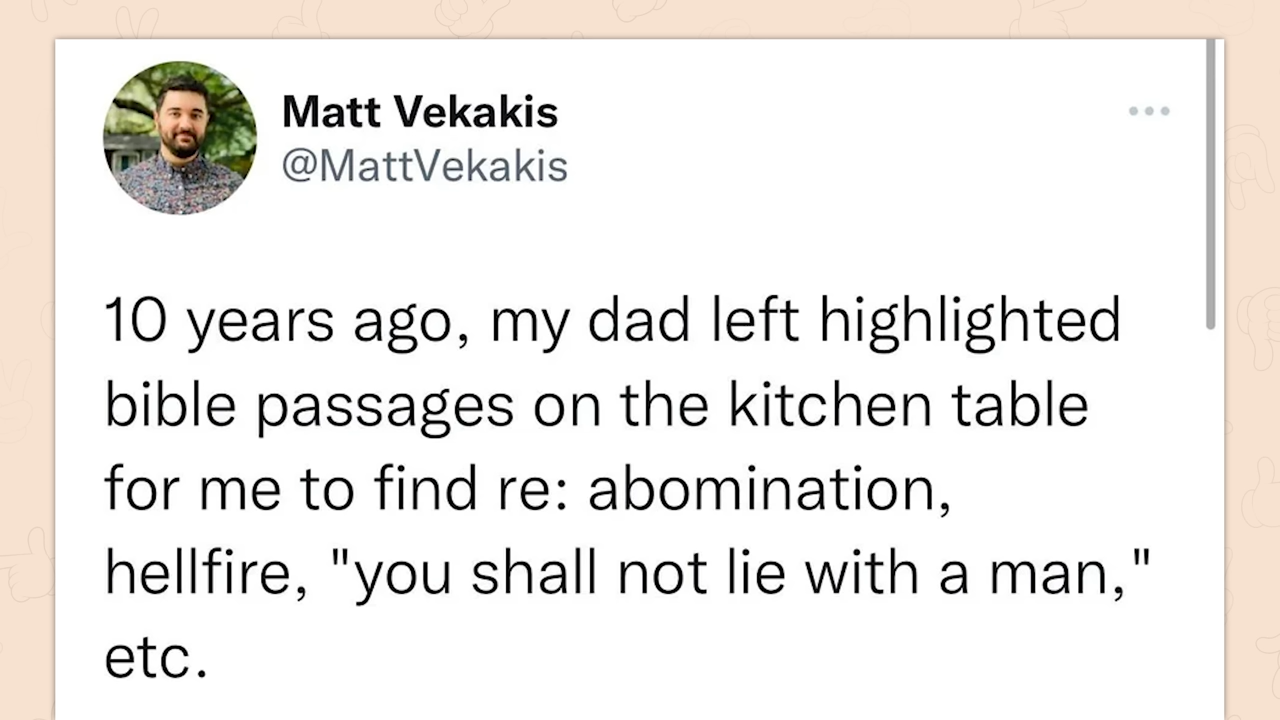 Matt Vekakis
@MattVekakis
10 years ago, my dad left highlighted
bible passages on the kitchen table
for me to find re: abomination,
hellfire, "you shall not lie with a man,"
etc.